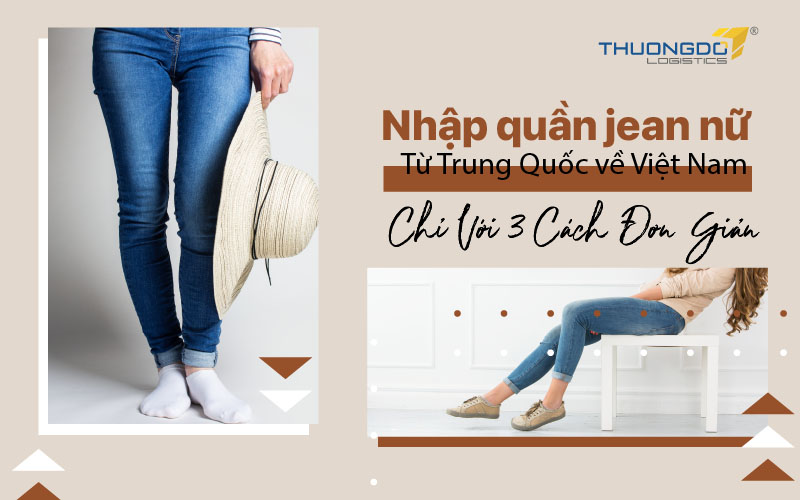 THUONGDO
LOGISTICS
®
Nhập quần jean nữ
Từ Trung Quốc về Việt Nam
Chỉ Với 3 Cách Đơn Giản